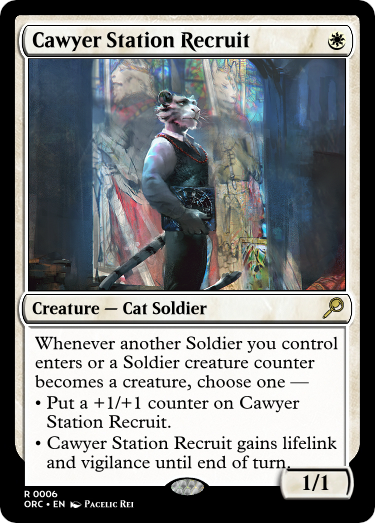 Cawyer Station Recruit
Creature — Cat Soldier
Whenever another Soldier you control
enters or a Soldier creature counter
becomes a creature, choose one —
• Put a +1/+1 counter on Cawyer
Station Recruit.
• Cawyer Station Recruit gains lifelink
and vigilance until end of turn.
1/1
R 0006
ORC • EN Pacelic Rei